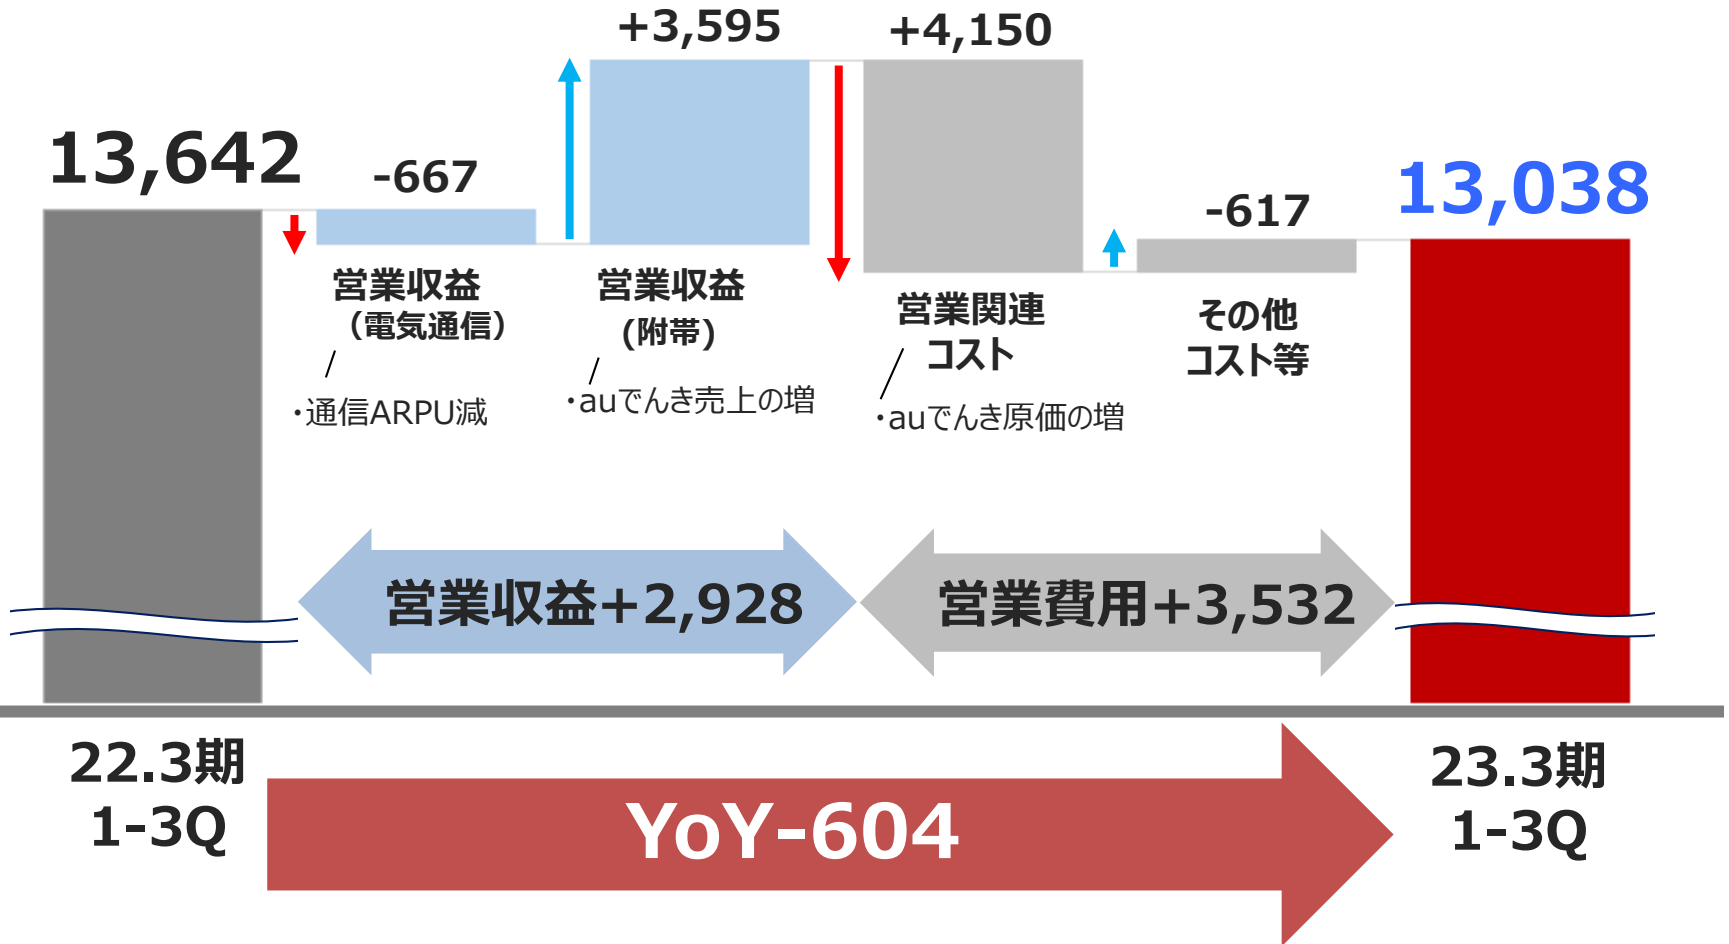 13,642
-667
営業収益
（電気通信）
・通信ARPU減
+3,595
営業収益
(附帯)
・auでんき売上の増
+4,150
営業関連
コスト
・auでんき原価の増
-617
その他
コスト等
13,038
営業収益+2,928
営業費用+3,532
22.3期
1-3Q
YoY-604
23.3期
1-3Q